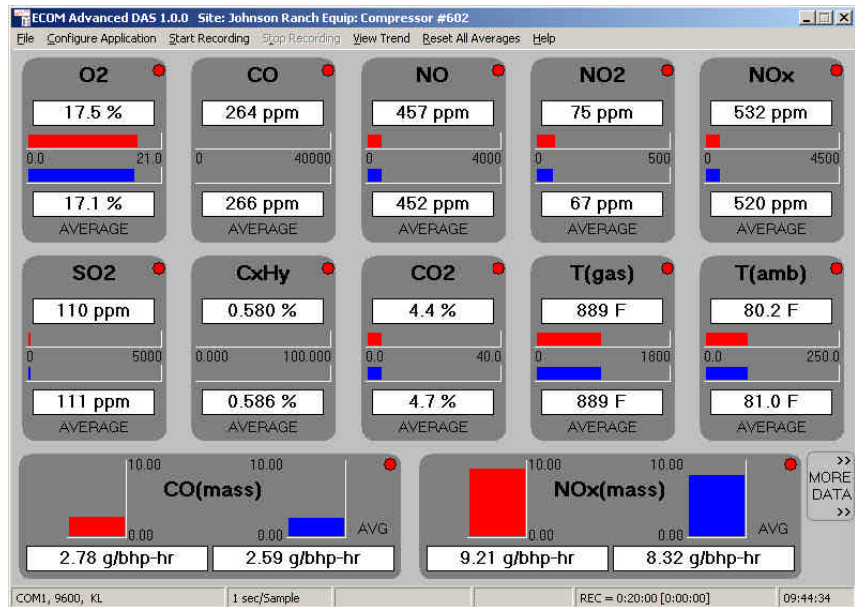 ECOM Advanced DAS 1.0.0 Site: Johnson Ranch Equip: Compressor #602
File Configure Application Start Recording Stop Recording View Trend Reset All Averages Help
O2 CO NO NO2 NOx
17.5 % 264 ppm 457 ppm 75 ppm 532 ppm
0.0 21.0 0 40000 0 4000 0 500 0 4500
17.1 % 266 ppm 452 ppm 67 ppm 520 ppm
AVERAGE AVERAGE AVERAGE AVERAGE AVERAGE
SO2 CxHy CO2 T(gas) T(amb)
110 ppm 0.580 % 4.4 % 889 F 80.2 F
0 5000 0.000 100.000 0.0 40.0 0 1800 0.0 250.0
111 ppm 0.586 % 4.7 % 889 F 81.0 F
AVERAGE AVERAGE AVERAGE AVERAGE AVERAGE
10.00 10.00 10.00 10.00 >>
CO(mass) NOx(mass) MORE
DATA
>>
0.00 0.00 AVG 0.00 0.00 AVG
2.78 g/bhp-hr 2.59 g/bhp-hr 9.21 g/bhp-hr 8.32 g/bhp-hr
COM1, 9600, KL 1 sec/Sample REC = 0:20:00 [0:00:00] 09:44:34